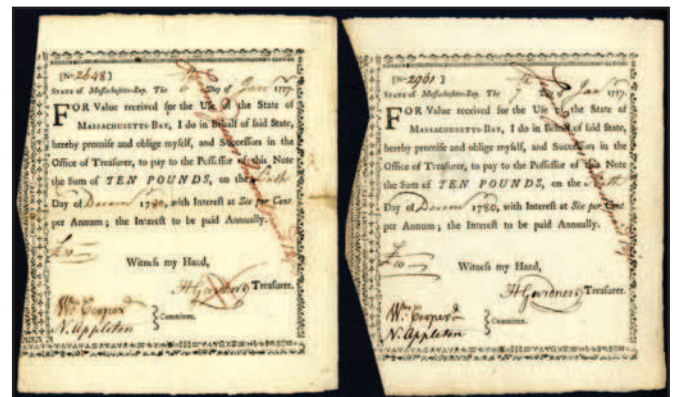 [No. 2648]
STATE of Massachusetts-Bay. The 6 Day of Jan 1777.
FOR Value received for the Use of the State of
MASSACHUSETTS-BAY, I do in Behalf of said State,
hereby promise and oblige myself, and Successors in the
Office of Treasurer, to pay to the Possessor of this Note
the Sum of TEN POUNDS, on the Sixth
Day of Decem 1780, with Interest at Six per Cent
per Annum; the Interest to be paid Annually.
£10
Witness my Hand,
HGardner Treasurer.
Wm Cooper
N. Appleton
} Committee.
[No. 2961]
STATE of Massachusetts-Bay. The 7 Day of Jan 1777.
FOR Value received for the Use of the State of
MASSACHUSETTS-BAY, I do in Behalf of said State,
hereby promise and oblige myself, and Successors in the
Office of Treasurer, to pay to the Possessor of this Note
the Sum of TEN POUNDS, on the
Day of Decem 1780, with Interest at Six per Cent
per Annum; the Interest to be paid Annually.
£10
Witness my Hand,
HGardner Treasurer.
Wm Cooper
N. Appleton
} Committee.